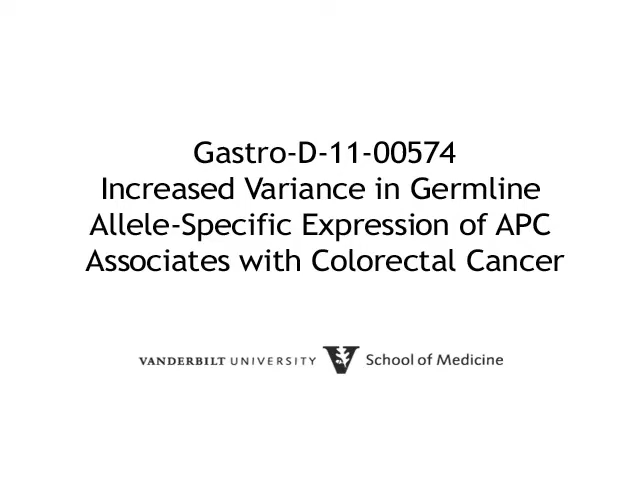 Gastro-D-11-00574
Increased Variance in Germline
Allele-Specific Expression of APC
Associates with Colorectal Cancer
VANDERBILT UNIVERSITY V School of Medicine